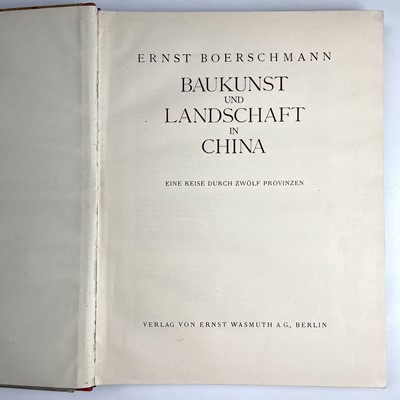 ERNST BOERSCHMANN
BAUKUNST
UND
LANDSCHAFT
IN
CHINA
EINE REISE DURCH ZWÖLF PROVINZEN
VERLAG VON ERNST WASMUTH A.G., BERLIN